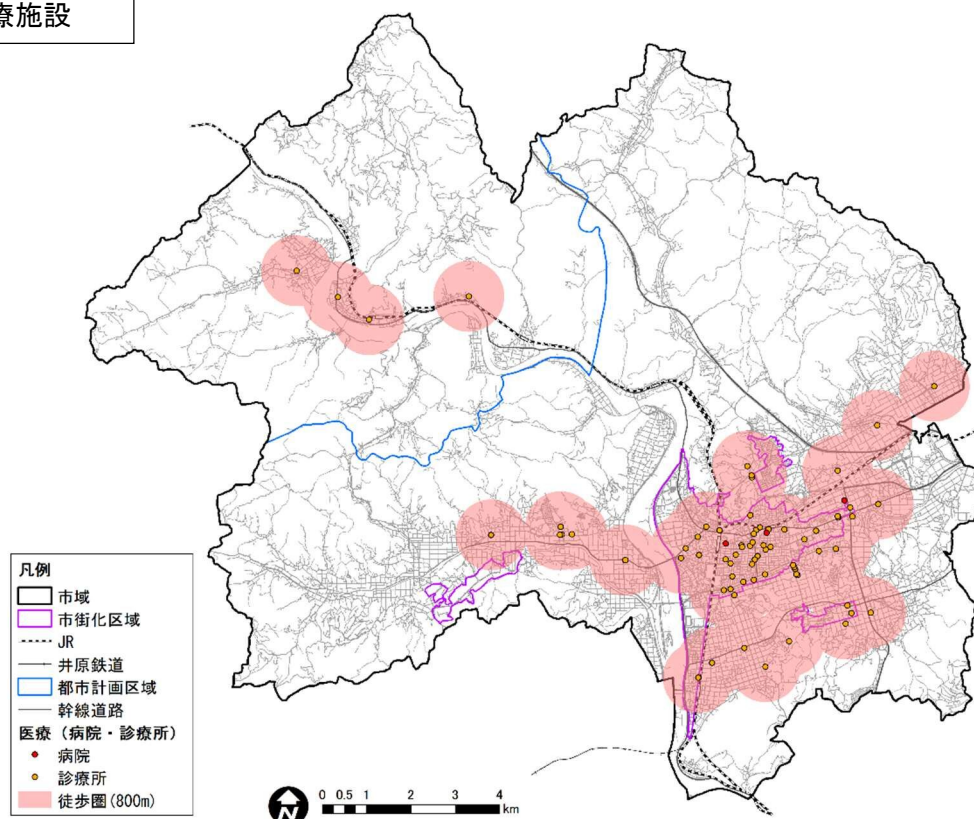 療施設
凡例
市域
市街化区域
JR
井原鉄道
都市計画区域
幹線道路
医療（病院・診療所）
病院
診療所
徒歩圏(800m)
N
0 0.5 1 2 3 4
km